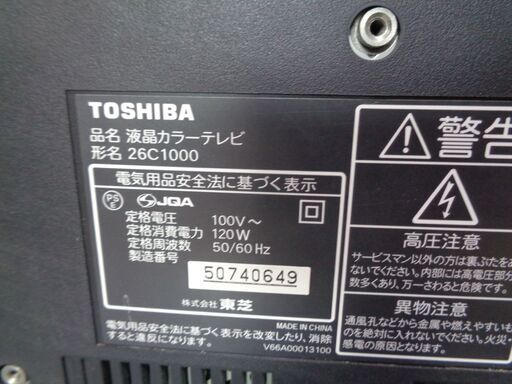 TOSHIBA
品名 液晶カラーテレビ
形名 26C1000
電気用品安全法に基づく表示
PS
E
JQA
定格電圧 100V～
定格消費電力 120W
定格周波数 50/60Hz
製造番号
50740649
株式会社 東芝
電気用品安全法に基づく表示を改変したり、消除
すると違反になります。
MADE IN CHINA
V66A00013100
警告
高圧注意
サービスマン以外の方は裏ぶたをあ
ないでください。内部には高電圧部分
数多くあり、万一さわると危険です。
異物注意
通風孔などから金属や燃えやすいも
を絶対に入れないでください。火災・
感電の原因となります。